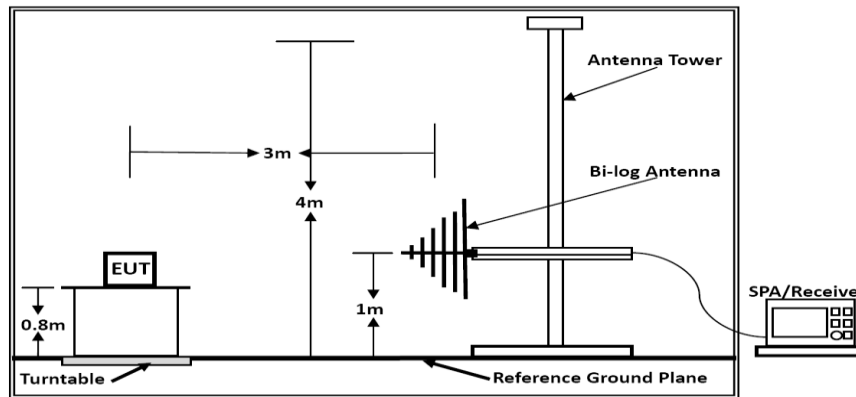 Antenna Tower
3m
Bi-log Antenna
4m
EUT
SPA/Receive
0.8m
1m
Turntable
Reference Ground Plane